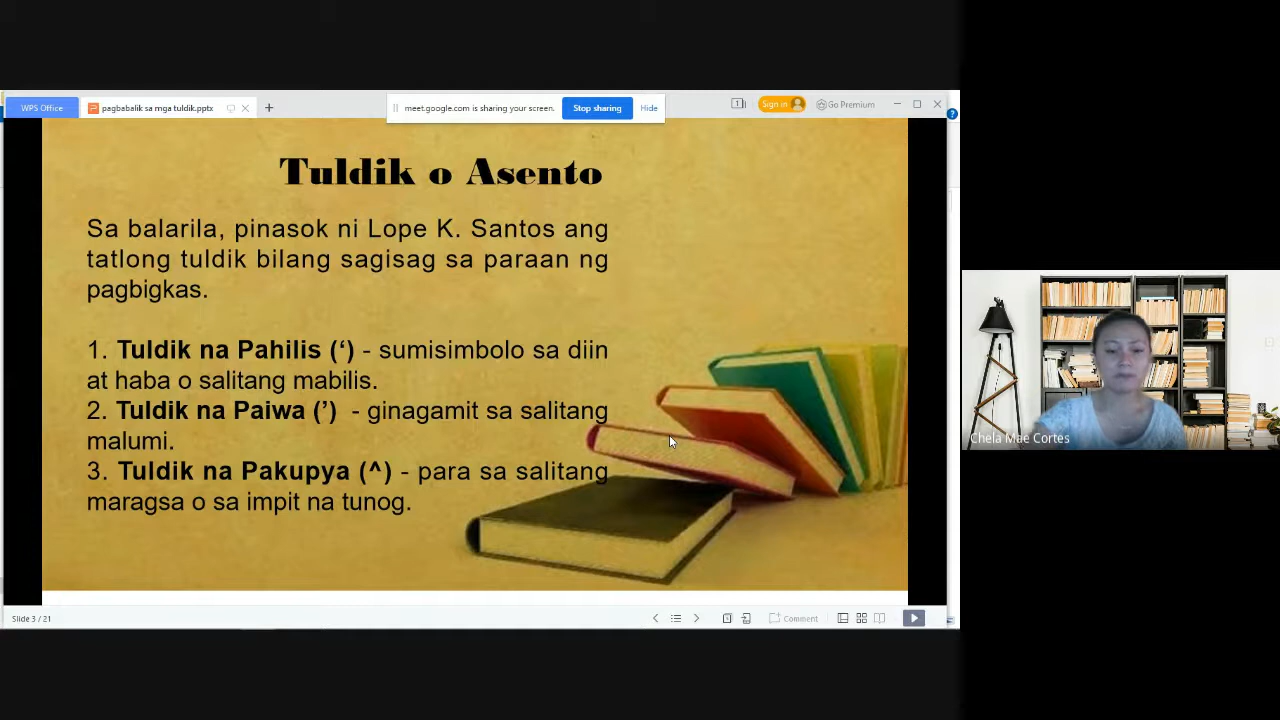 WPS Office
pagbabalik sa mga tuldik.pptx
meet.google.com is sharing your screen.
Stop sharing
Hide
1
Sign in
Go Premium
Tuldik o Asento
Sa balarila, pinasok ni Lope K. Santos ang
tatlong tuldik bilang sagisag sa paraan ng
pagbigkas.
1. Tuldik na Pahilis (‘) - sumisimbolo sa diin
at haba o salitang mabilis.
2. Tuldik na Paiwa (’) - ginagamit sa salitang
malumi.
3. Tuldik na Pakupya (^) - para sa salitang
maragsa o sa impit na tunog.
Chela Mae Cortes
Slide 3 / 21
Comment